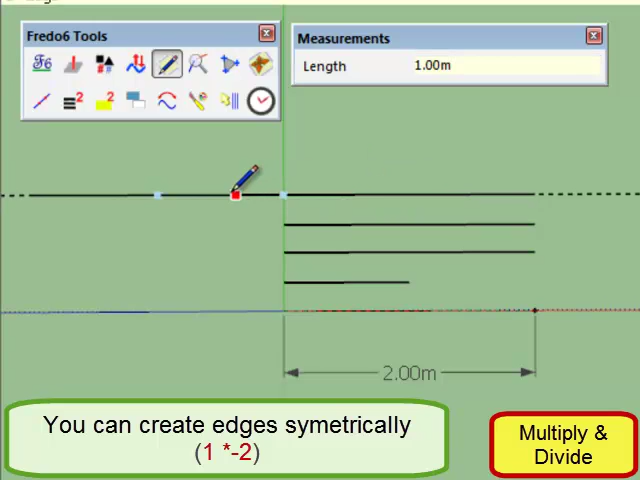 Fredo6 Tools
Measurements
Length 1.00m
2.00m
You can create edges symetrically
(1 *-2)
Multiply &
Divide